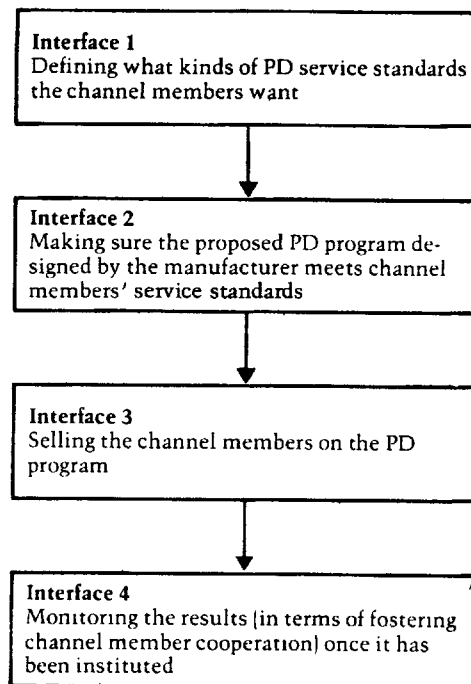 Interface 1
Defining what kinds of PD service standards
the channel members want
Interface 2
Making sure the proposed PD program de-
signed by the manufacturer meets channel
members' service standards
Interface 3
Selling the channel members on the PD
program
Interface 4
Monitoring the results (in terms of fostering
channel member cooperation) once it has
been instituted